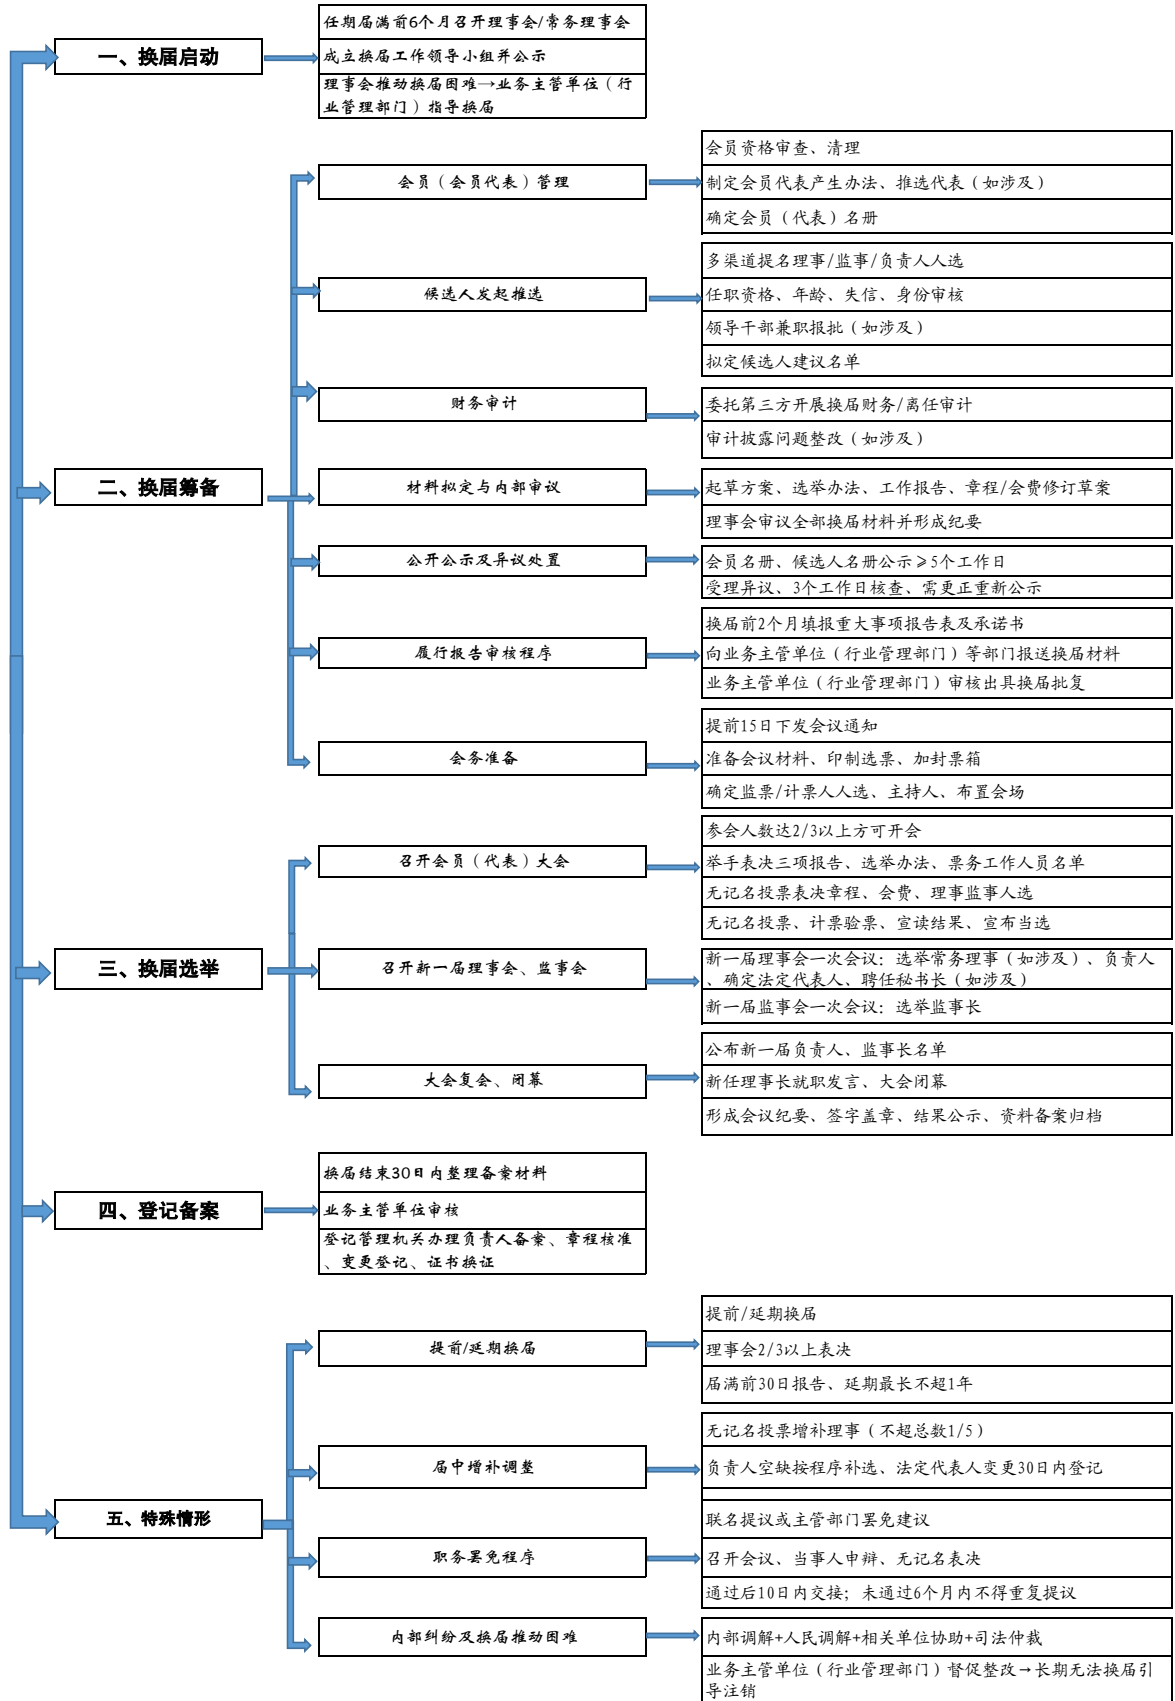 一、换届启动
任期届满前6个月召开理事会/常务理事会
成立换届工作领导小组并公示
理事会推动换届困难→业务主管单位（行
业管理部门）指导换届
二、换届筹备
会员（会员代表）管理
会员资格审查、清理
制定会员代表产生办法、推选代表（如涉及）
确定会员（代表）名册
候选人发起推选
多渠道提名理事/监事/负责人人选
任职资格、年龄、失信、身份审核
领导干部兼职报批（如涉及）
拟定候选人建议名单
财务审计
委托第三方开展换届财务/离任审计
审计披露问题整改（如涉及）
材料拟定与内部审议
起草方案、选举办法、工作报告、章程/会费修订草案
理事会审议全部换届材料并形成纪要
公开公示及异议处置
会员名册、候选人名册公示≥5个工作日
受理异议、3个工作日核查、需更正重新公示
履行报告审核程序
换届前2个月填报重大事项报告表及承诺书
向业务主管单位（行业管理部门）等部门报送换届材料
业务主管单位（行业管理部门）审核出具换届批复
会务准备
提前15日下发会议通知
准备会议材料、印制选票、加封票箱
确定监票/计票人人选、主持人、布置会场
三、换届选举
召开会员（代表）大会
参会人数达2/3以上方可开会
举手表决三项报告、选举办法、票务工作人员名单
无记名投票表决章程、会费、理事监事人选
无记名投票、计票验票、宣读结果、宣布当选
召开新一届理事会、监事会
新一届理事会一次会议：选举常务理事（如涉及）、负责人
、确定法定代表人、聘任秘书长（如涉及）
新一届监事会一次会议：选举监事长
大会复会、闭幕
公布新一届负责人、监事长名单
新任理事长就职发言、大会闭幕
形成会议纪要、签字盖章、结果公示、资料备案归档
四、登记备案
换届结束30日内整理备案材料
业务主管单位审核
登记管理机关办理负责人备案、章程核准
、变更登记、证书换证
五、特殊情形
提前/延期换届
提前/延期换届
理事会2/3以上表决
届满前30日报告、延期最长不超1年
届中增补调整
无记名投票增补理事（不超总数1/5）
负责人空缺按程序补选、法定代表人变更30日内登记
职务罢免程序
联名提议或主管部门罢免建议
召开会议、当事人申辩、无记名表决
通过后10日内交接；未通过6个月内不得重复提议
内部纠纷及换届推动困难
内部调解+人民调解+相关单位协助+司法仲裁
业务主管单位（行业管理部门）督促整改→长期无法换届引
导注销